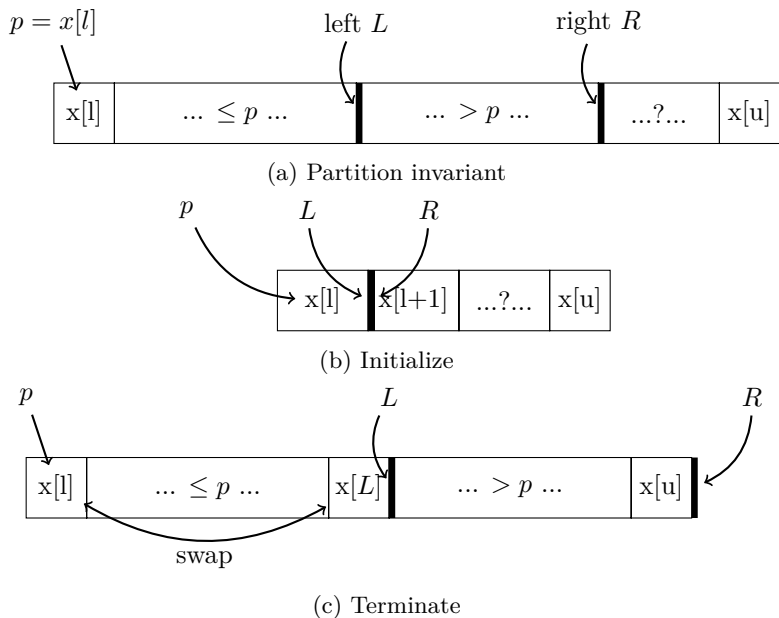 p = x[l] left L right R
x[l] ... ≤ p ... ... > p ... ...?... x[u]
(a) Partition invariant
p L R
x[l] x[l+1] ...?... x[u]
(b) Initialize
p L R
x[l] ... ≤ p ... x[L] ... > p ... x[u]
swap
(c) Terminate